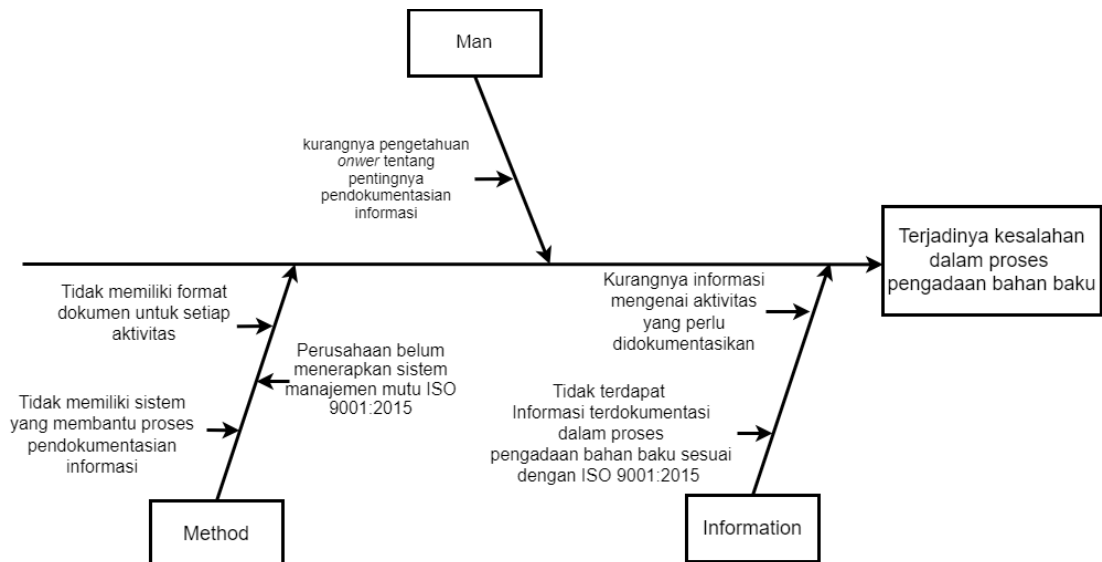 Man
kurangnya pengetahuan
onwer tentang
pentingnya
pendokumentasian
informasi
Terjadinya kesalahan
dalam proses
pengadaan bahan baku
Tidak memiliki format
dokumen untuk setiap
aktivitas
Perusahaan belum
menerapkan sistem
manajemen mutu ISO
9001:2015
Tidak memiliki sistem
yang membantu proses
pendokumentasian
informasi
Kurangnya informasi
mengenai aktivitas
yang perlu
didokumentasikan
Tidak terdapat
Informasi terdokumentasi
dalam proses
pengadaan bahan baku sesuai
dengan ISO 9001:2015
Method
Information